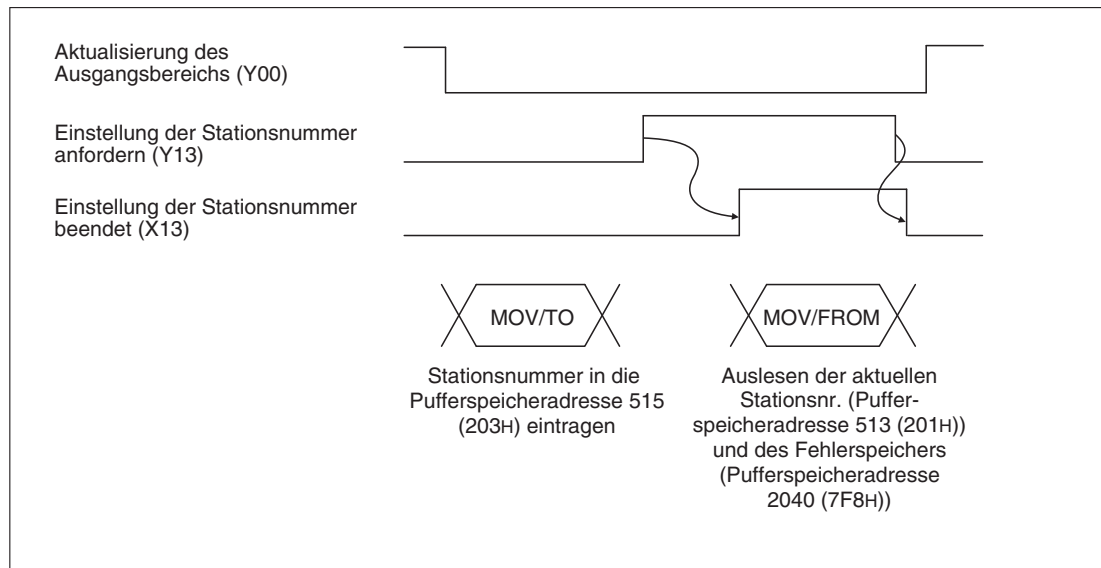 Aktualisierung des
Ausgangsbereichs (Y00)
Einstellung der Stationsnummer
anfordern (Y13)
Einstellung der Stationsnummer
beendet (X13)
MOV/TO
MOV/FROM
Stationsnummer in die
Pufferspeicheradresse 515
(203H) eintragen
Auslesen der aktuellen
Stationsnr. (Puffer-
speicheradresse 513 (201H))
und des Fehlerspeichers
(Pufferspeicheradresse
2040 (7F8H))